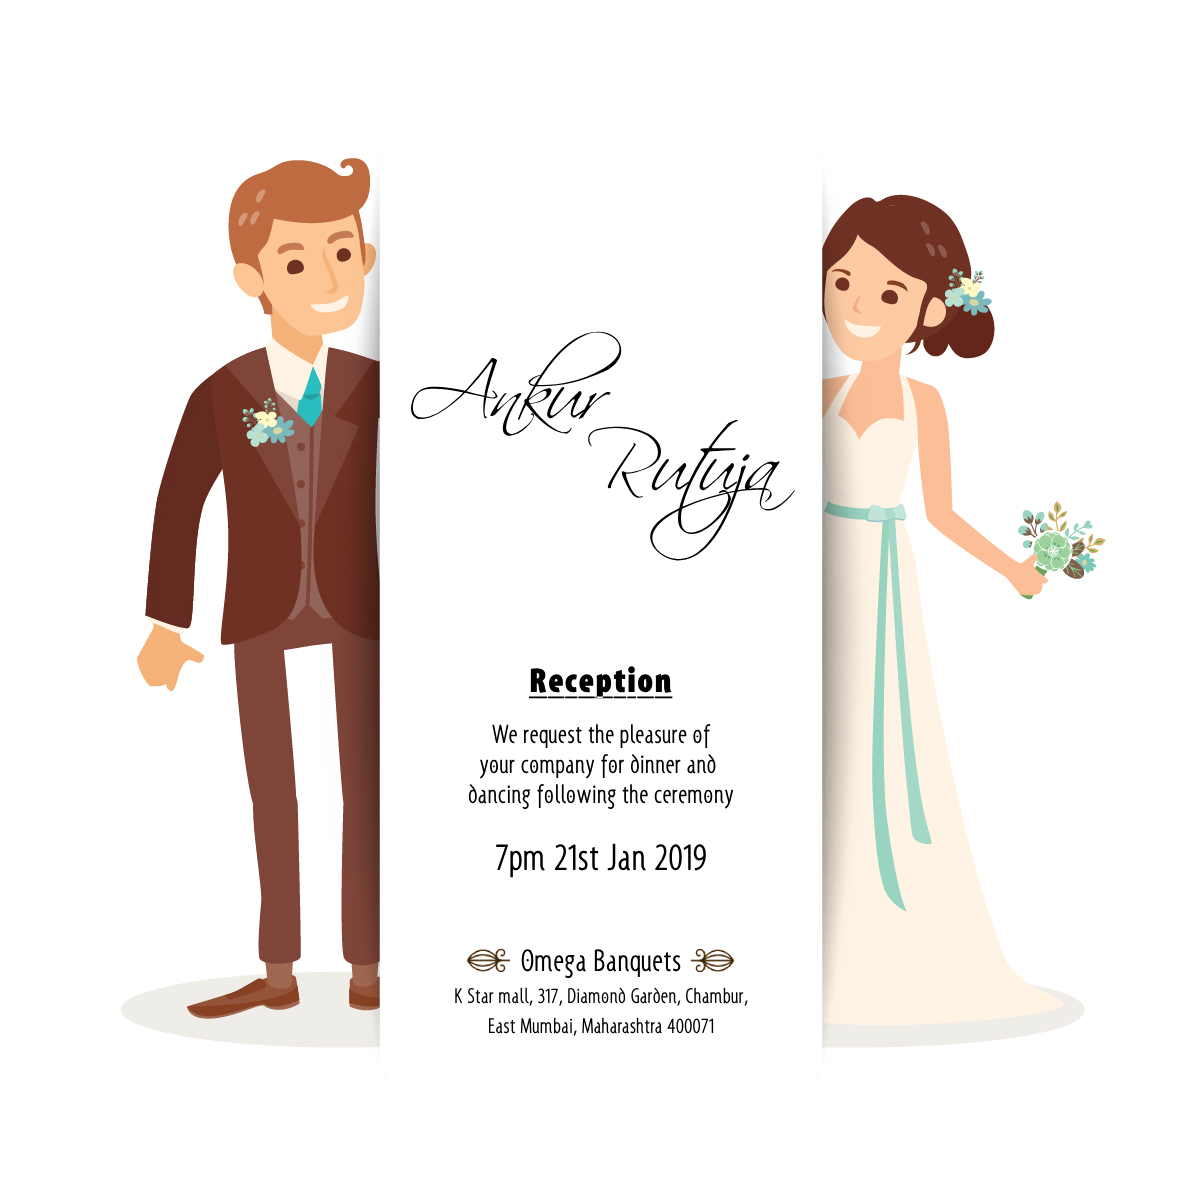 Ankur
Rutuja
Reception
We request the pleasure of
your company for dinner and
dancing following the ceremony
7pm 21st Jan 2019
Omega Banquets
K Star mall, 317, Diamond Garden, Chambur,
East Mumbai, Maharashtra 400071